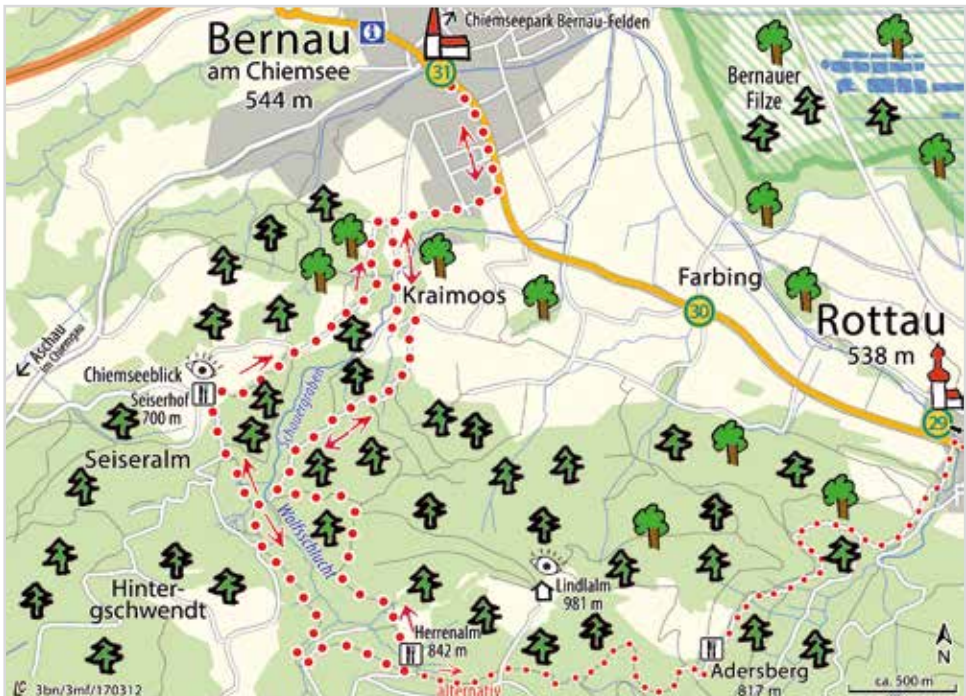 Chiemseepark Bernau-Felden
Bernau
am Chiemsee
544 m
i
31
Bernauer
Filze
Farbing
30
Rottau
538 m
29
Kraimoos
Aschau
im Chiemgau
Chiemseeblick
Seiserhof
700 m
Seiseralm
Schauergraben
Wolfsschlucht
Hinter-
gschwendt
Lindlalm
981 m
Herrenalm
842 m
alternativ
Adersberg
817 m
N
ca. 500 m
3bn/3mf/170312